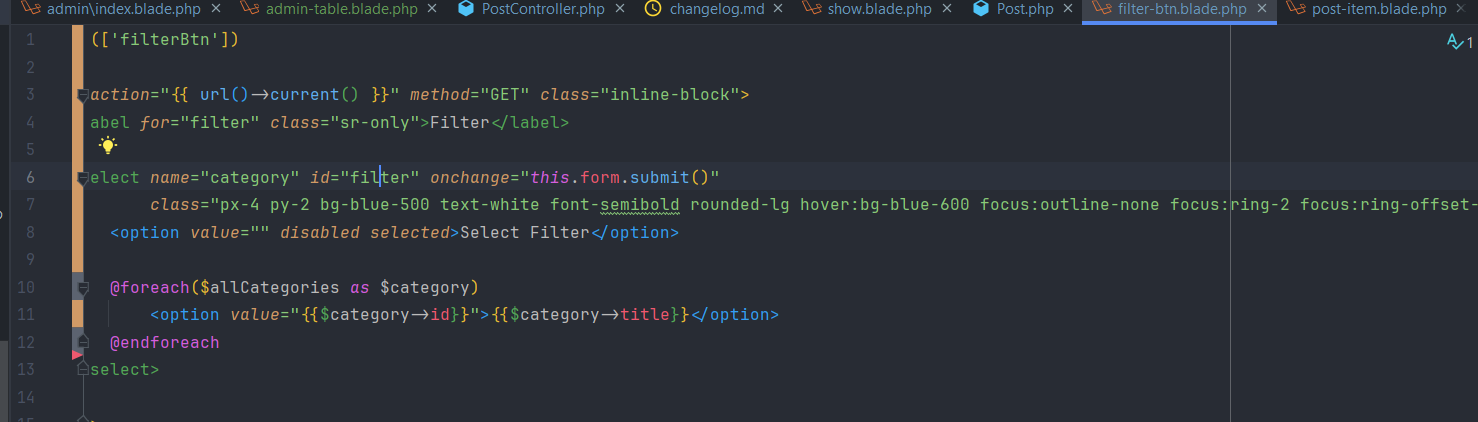 admin\index.blade.php × admin-table.blade.php × PostController.php × changelog.md × show.blade.php × Post.php × filter-btn.blade.php × post-item.blade.php ×
1 (['filterBtn'])
2
3 action="{{ url()->current() }}" method="GET" class="inline-block">
4 abel for="filter" class="sr-only">Filter</label>
5
6 elect name="category" id="filter" onchange="this.form.submit()"
7 class="px-4 py-2 bg-blue-500 text-white font-semibold rounded-lg hover:bg-blue-600 focus:outline-none focus:ring-2 focus:ring-offset-
8 <option value="" disabled selected>Select Filter</option>
9
10 @foreach($allCategories as $category)
11 <option value="{{$category->id}}">{{$category->title}}</option>
12 @endforeach
13 select>
14
1